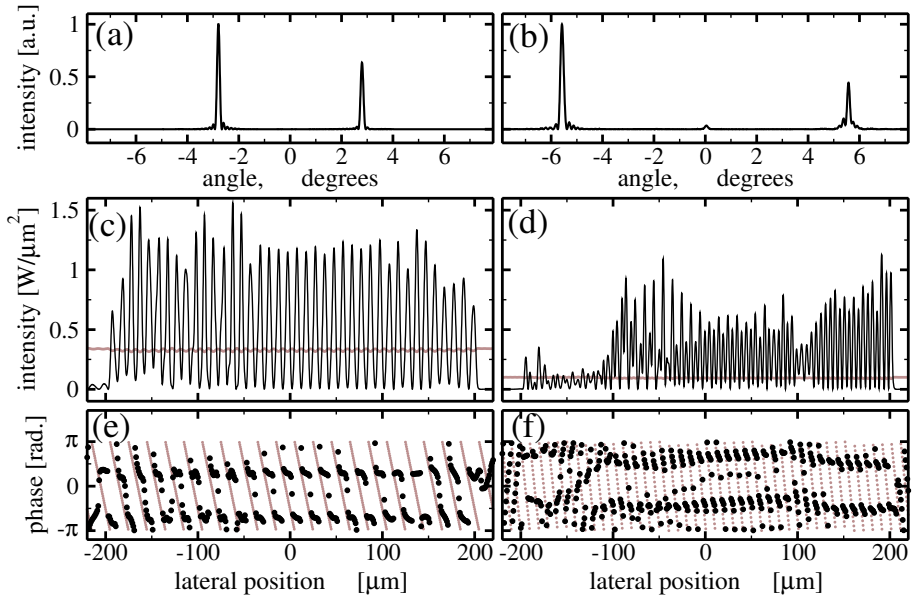 (a) (b)
intensity [a.u.]
1
0.5
0
-6 -4 -2 0 2 4 6 -6 -4 -2 0 2 4 6
angle, degrees angle, degrees
(c) (d)
intensity [W/μm²]
1.5
1
0.5
0
(e) (f)
phase [rad.]
π
0
-π
-200 -100 0 100 200 -200 -100 0 100 200
lateral position [μm] lateral position [μm]